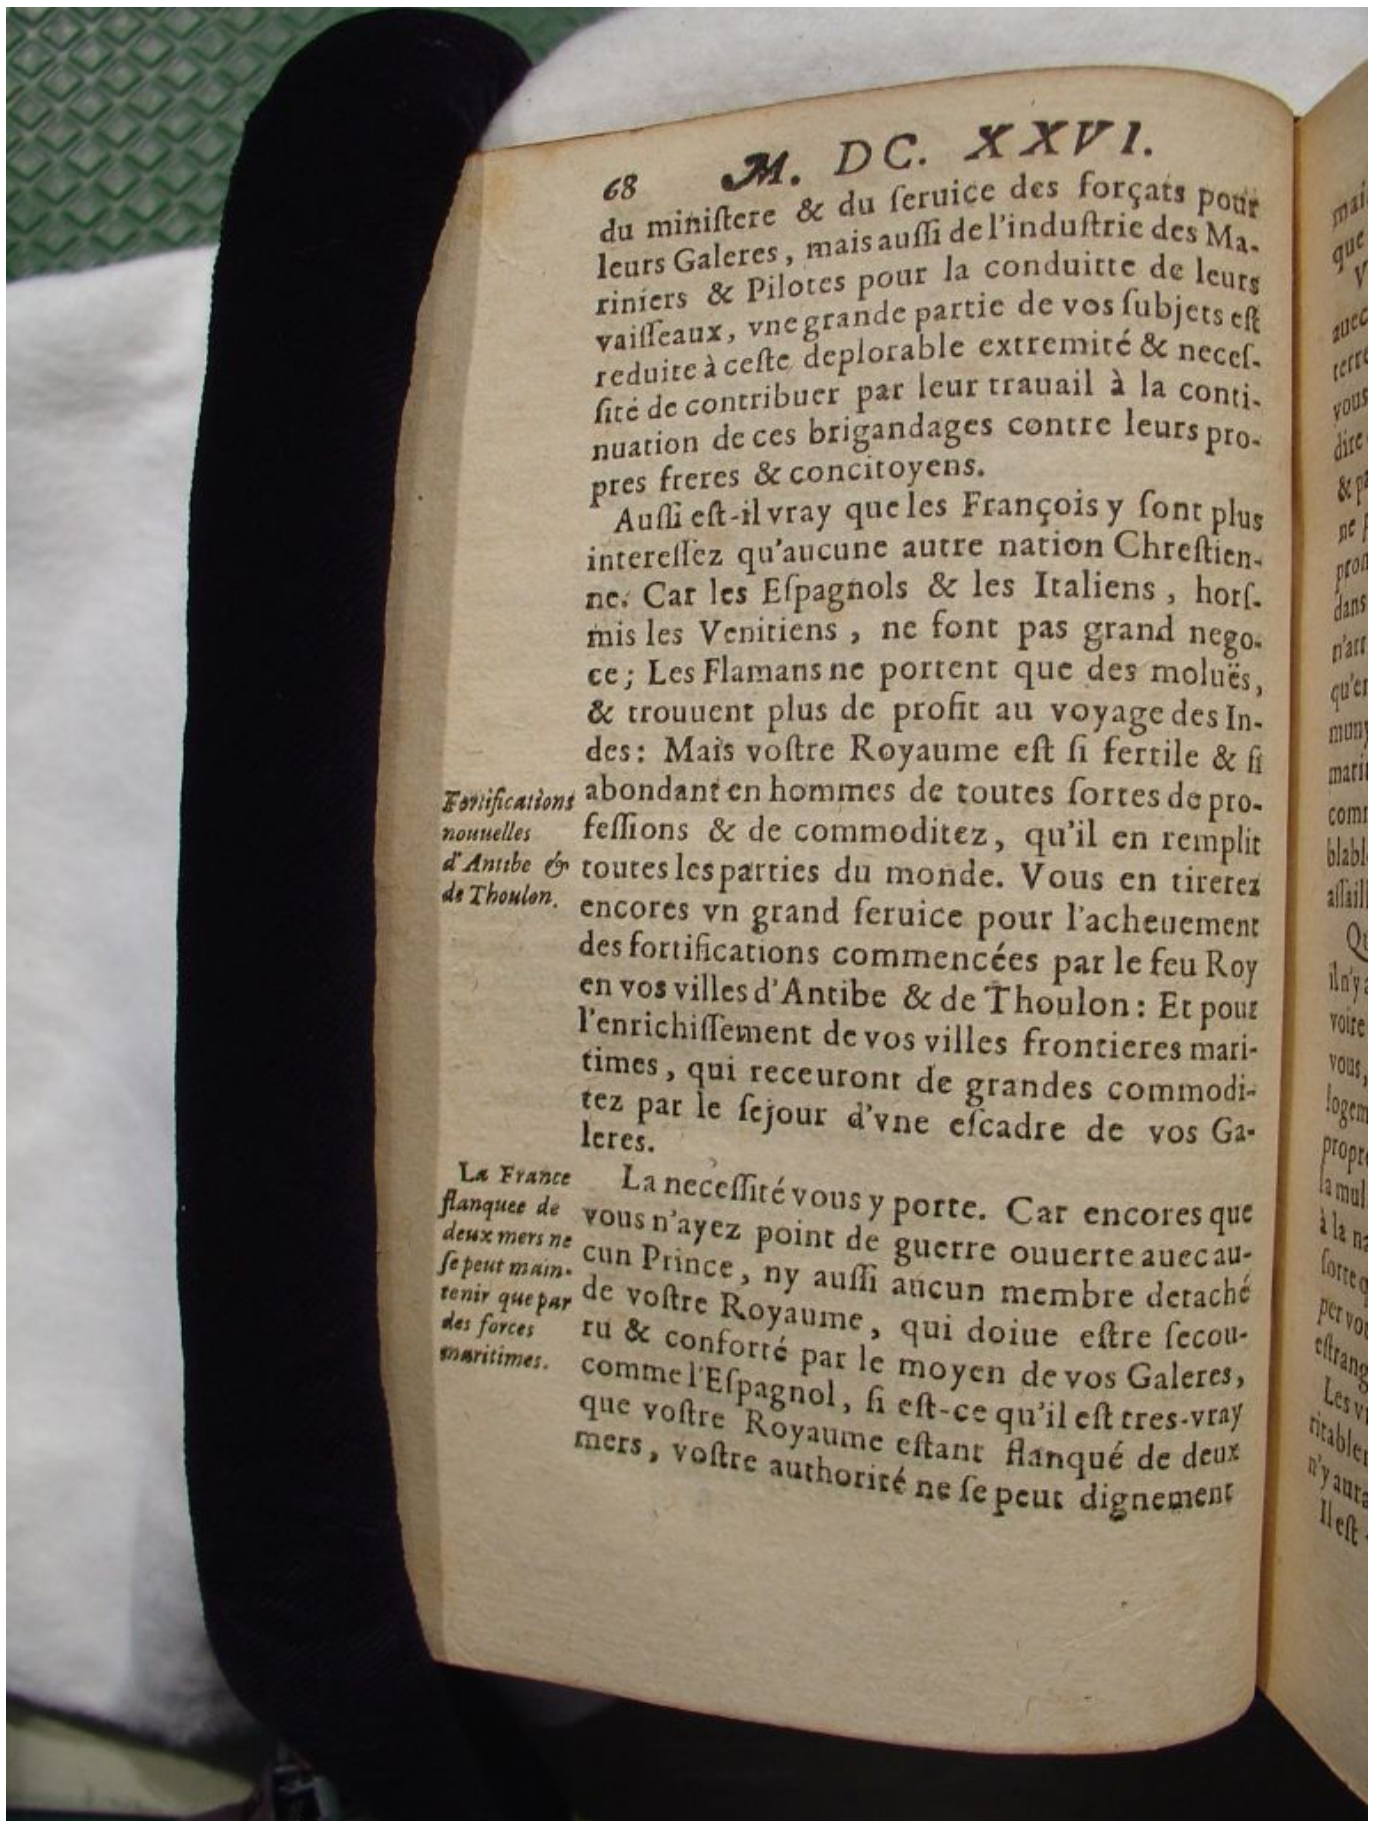 68 M. DC. XXVI.
du miniſtere & du ſeruice des forçats pour
leurs Galeres, mais auſſi de l'induſtrie des Ma-
riniers & Pilotes pour la conduitte de leurs
vaiſſeaux, vne grande partie de vos ſubjets eſt
reduite à ceſte deplorable extremité & neceſ-
ſité de contribuer par leur trauail à la conti-
nuation de ces brigandages contre leurs pro-
pres freres & concitoyens.
Auſſi eſt-il vray que les François y ſont plus
intereſſez qu'aucune autre nation Chreſtien-
ne. Car les Eſpagnols & les Italiens, horſ-
mis les Venitiens, ne font pas grand nego-
ce; Les Flamans ne portent que des moluës,
& trouuent plus de profit au voyage des In-
des: Mais voſtre Royaume eſt ſi fertile & ſi
abondant en hommes de toutes ſortes de pro-
feſſions & de commoditez, qu'il en remplit
toutes les parties du monde. Vous en tirerez
encores vn grand ſeruice pour l'acheuement
des fortifications commencées par le feu Roy
en vos villes d'Antibe & de Thoulon: Et pour
l'enrichiſſement de vos villes frontieres mari-
times, qui receuront de grandes commodi-
tez par le ſejour d'vne eſcadre de vos Ga-
leres.
Fortifications
nouuelles
d'Antibe &
de Thoulon.
La neceſſité vous y porte. Car encores que
vous n'ayez point de guerre ouuerte auec au-
cun Prince, ny auſſi aucun membre detaché
de voſtre Royaume, qui doiue eſtre ſecou-
ru & conforté par le moyen de vos Galeres,
comme l'Eſpagnol, ſi eſt-ce qu'il eſt tres-vray
que voſtre Royaume eſtant flanqué de deux
mers, voſtre authorité ne ſe peut dignement
La France
flanquee de
deux mers ne
ſe peut main-
tenir que par
des forces
maritimes.